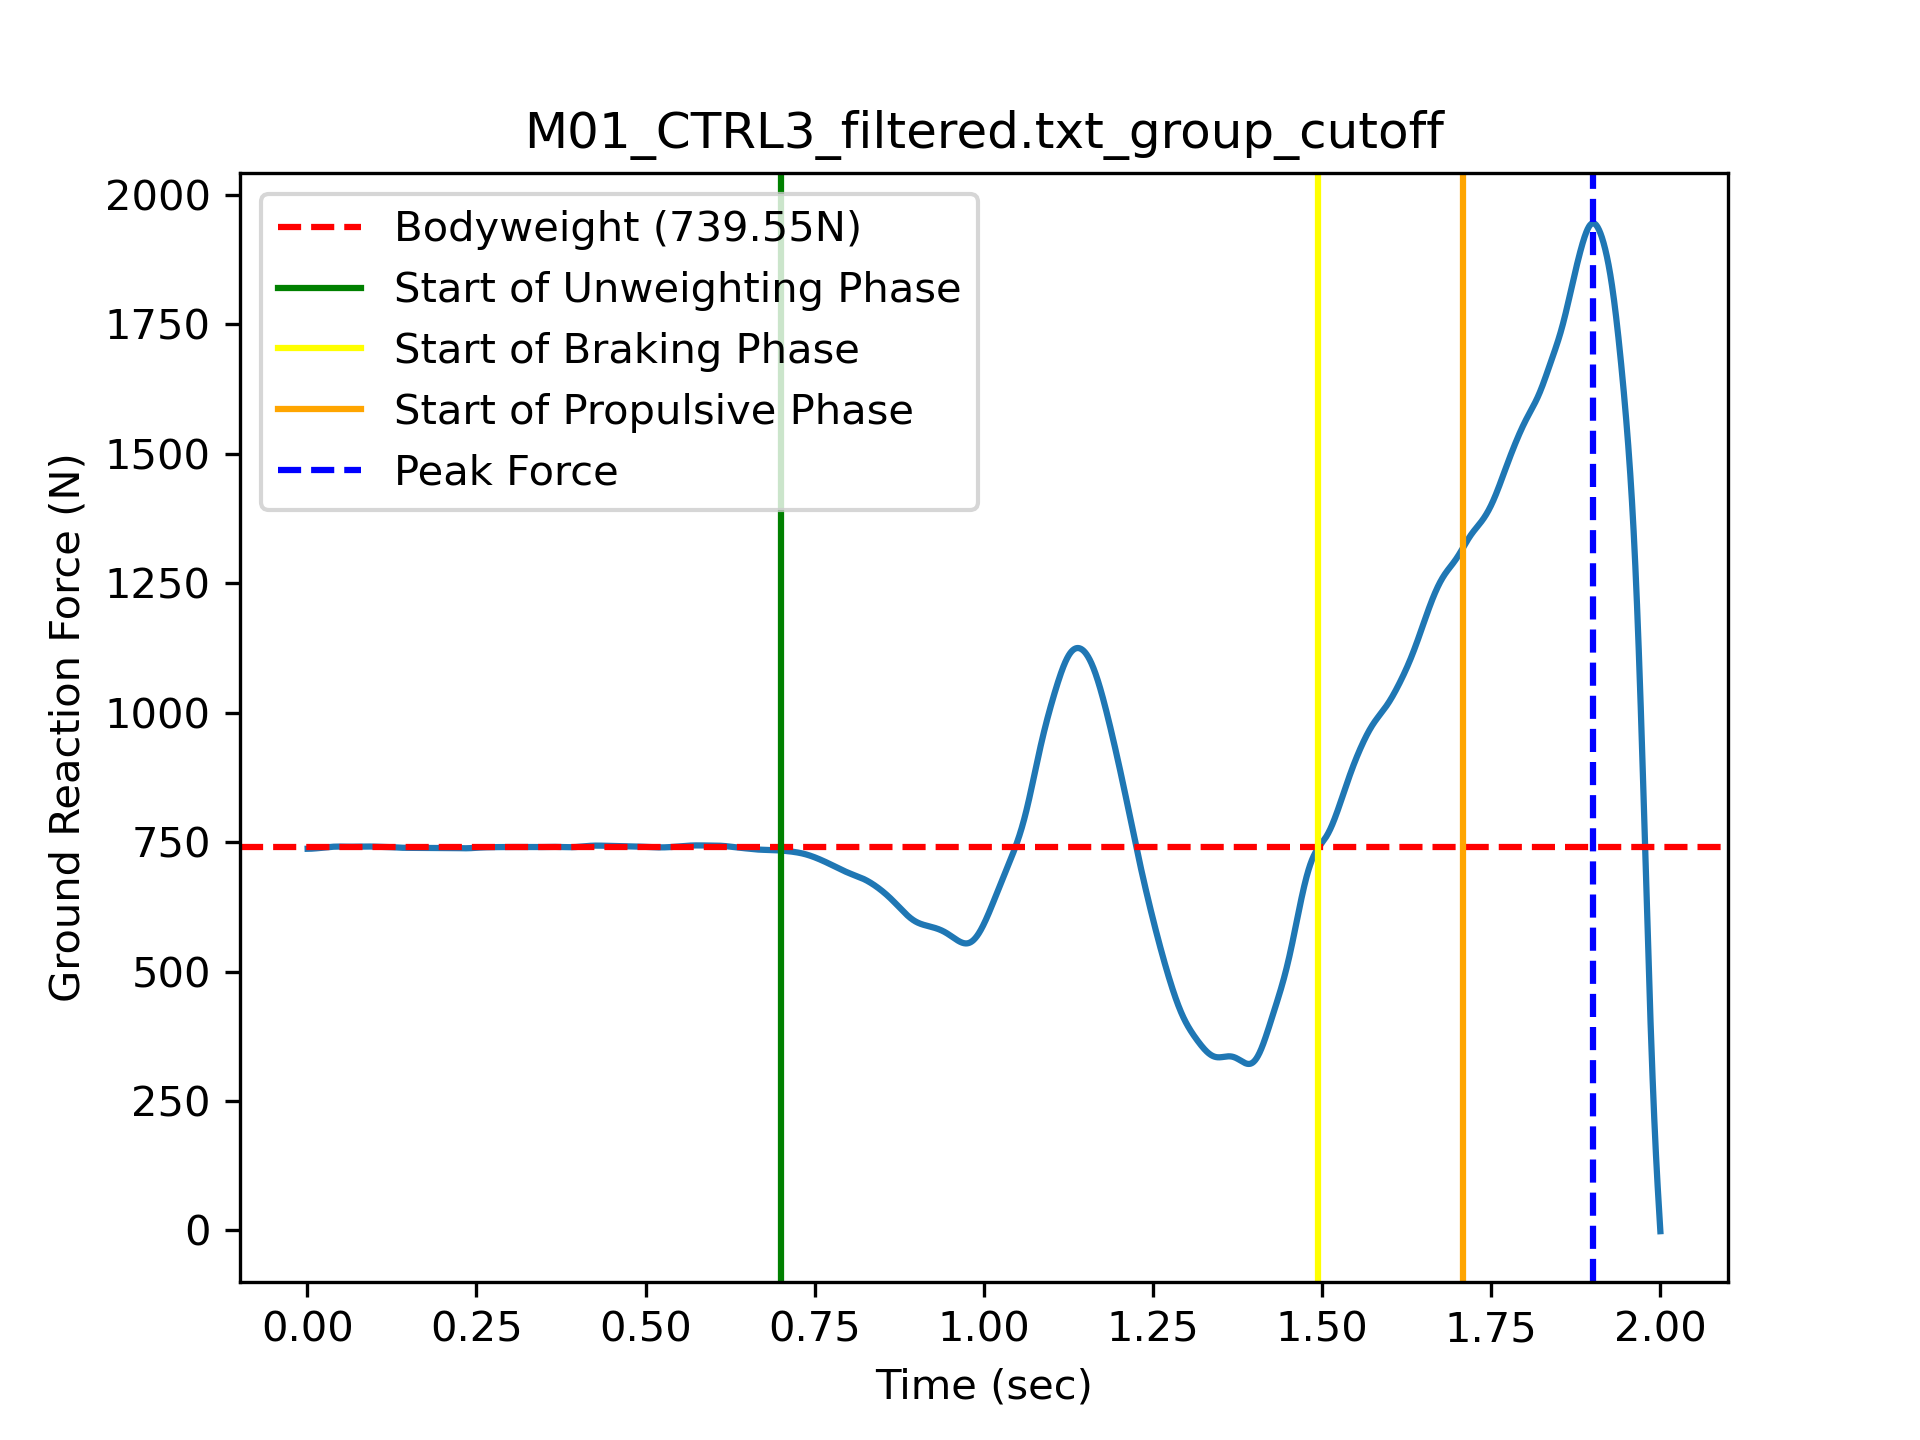 M01_CTRL3_filtered.txt_group_cutoff
Ground Reaction Force (N)
2000
1750
1500
1250
1000
750
500
250
0
Bodyweight (739.55N)
Start of Unweighting Phase
Start of Braking Phase
Start of Propulsive Phase
Peak Force
0.00 0.25 0.50 0.75 1.00 1.25 1.50 1.75 2.00
Time (sec)